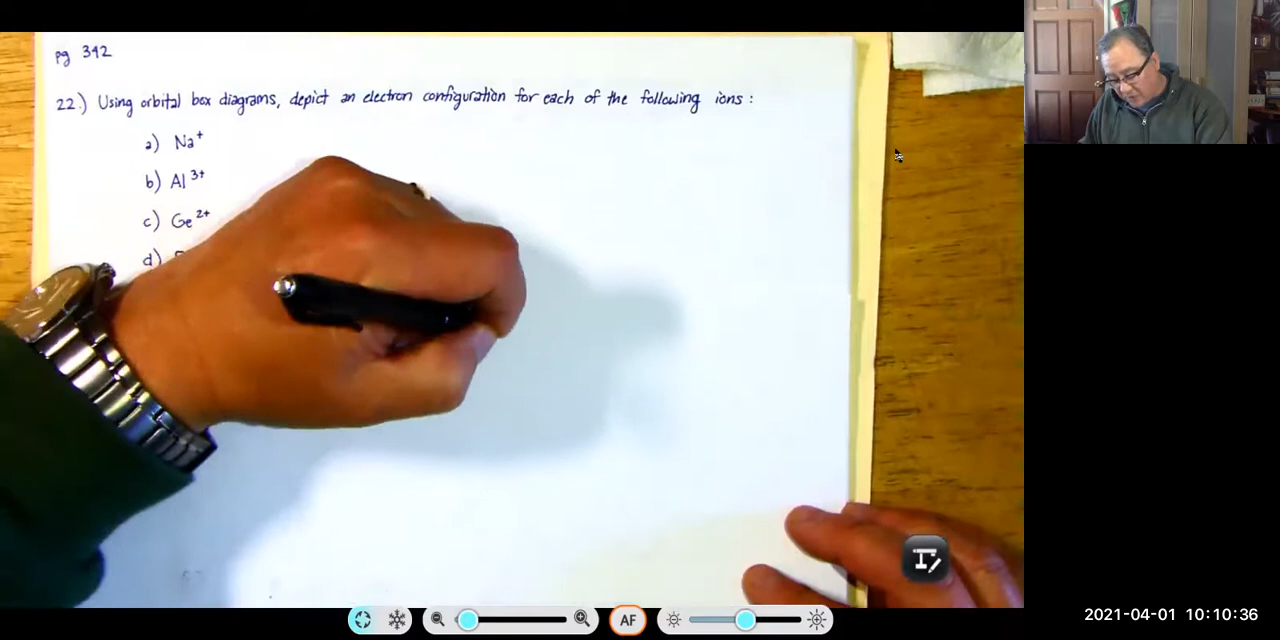 pg 342
22.) Using orbital box diagrams, depict an electron configuration for each of the following ions :
a) Na⁺
b) Al³⁺
c) Ge²⁺
d)
AF
2021-04-01 10:10:36